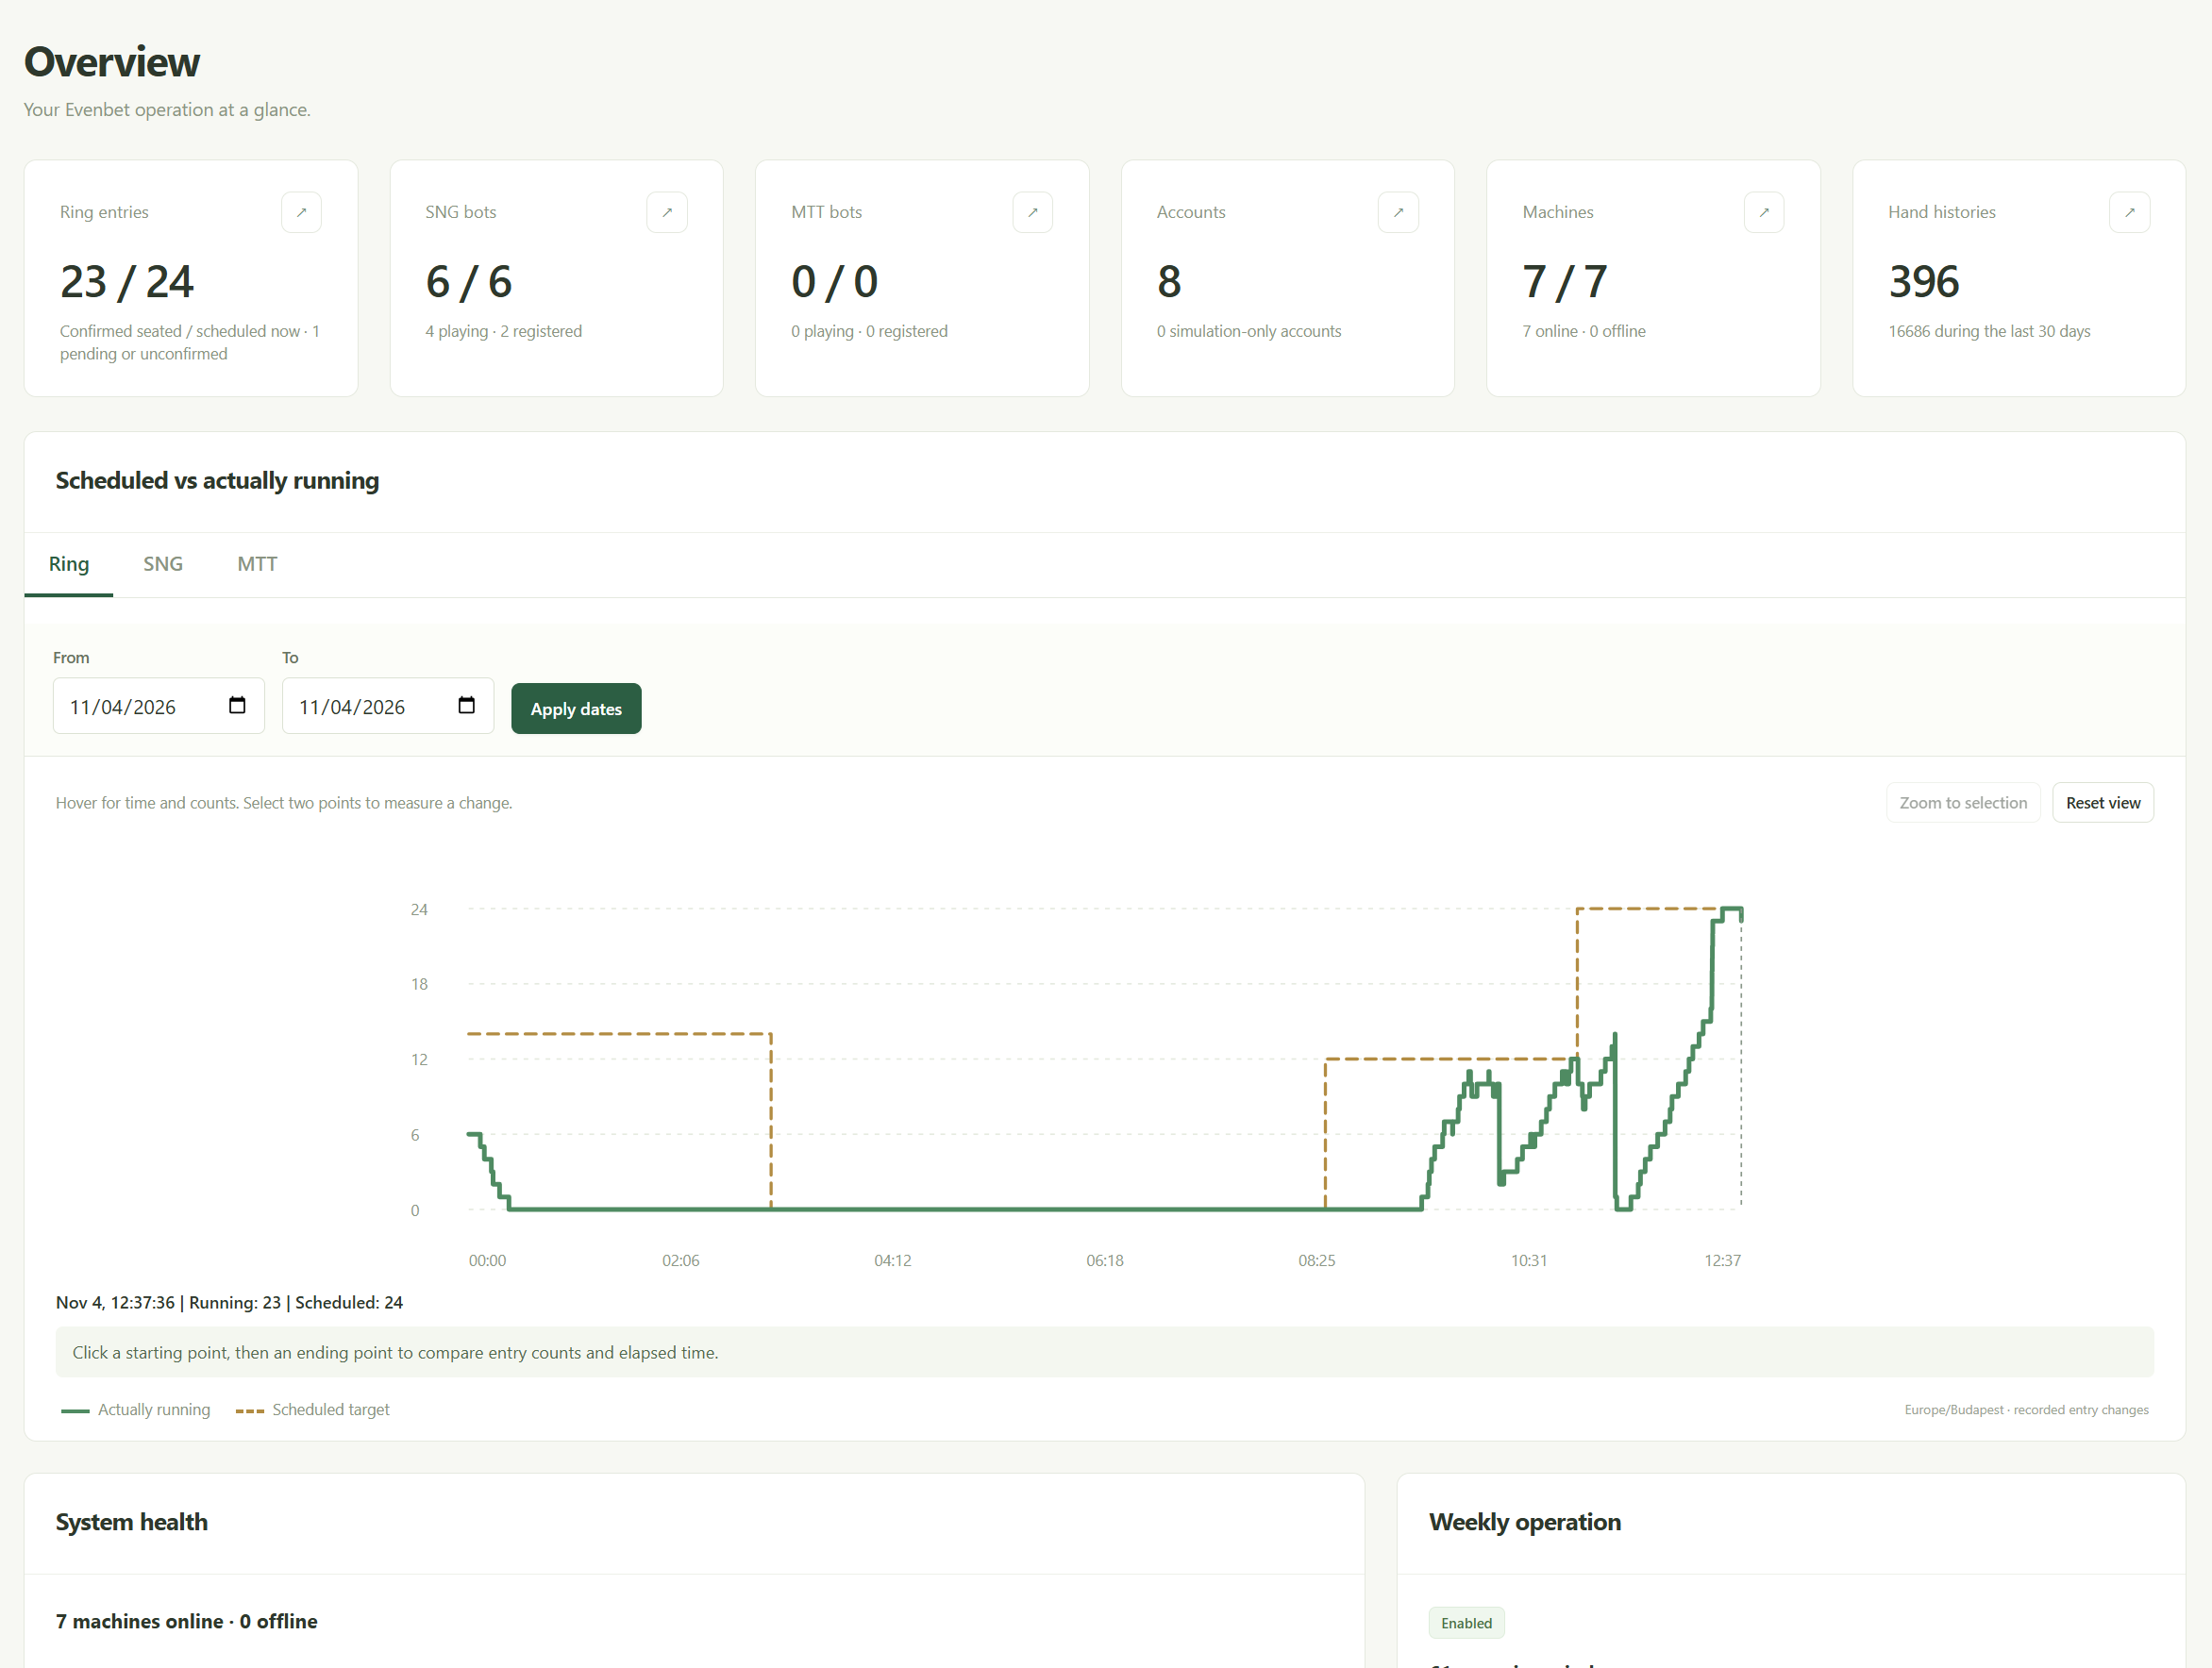 Overview
Your Evenbet operation at a glance.
Ring entries
↗
23 / 24
Confirmed seated / scheduled now · 1
pending or unconfirmed
SNG bots
↗
6 / 6
4 playing · 2 registered
MTT bots
↗
0 / 0
0 playing · 0 registered
Accounts
↗
8
0 simulation-only accounts
Machines
↗
7 / 7
7 online · 0 offline
Hand histories
↗
396
16686 during the last 30 days
Scheduled vs actually running
Ring SNG MTT
From To
11/04/2026 11/04/2026 Apply dates
Hover for time and counts. Select two points to measure a change. Zoom to selection Reset view
24
18
12
6
0
00:00 02:06 04:12 06:18 08:25 10:31 12:37
Nov 4, 12:37:36 | Running: 23 | Scheduled: 24
Click a starting point, then an ending point to compare entry counts and elapsed time.
Actually running Scheduled target Europe/Budapest · recorded entry changes
System health
7 machines online · 0 offline
Weekly operation
Enabled